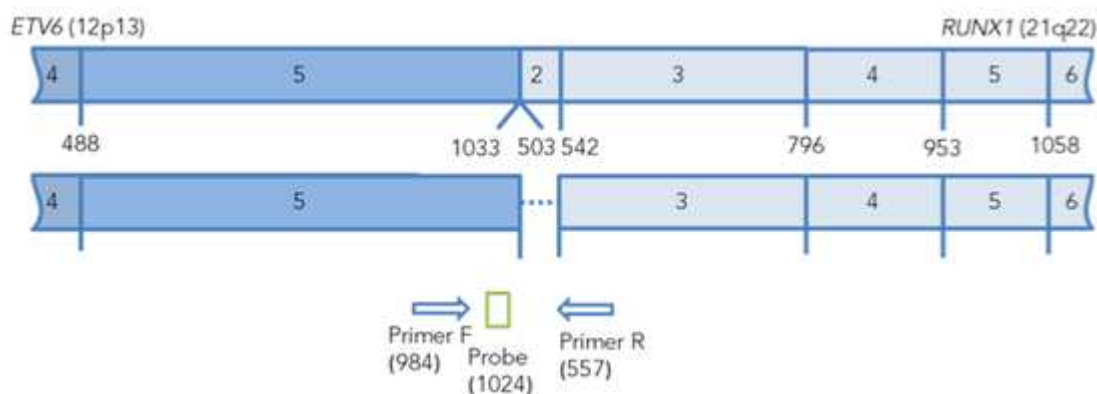 ETV6 (12p13) RUNX1 (21q22)
4 5 2 3 4 5 6
488 1033 503 542 796 953 1058
4 5 3 4 5 6
Primer F
(984)
Probe
(1024)
Primer R
(557)